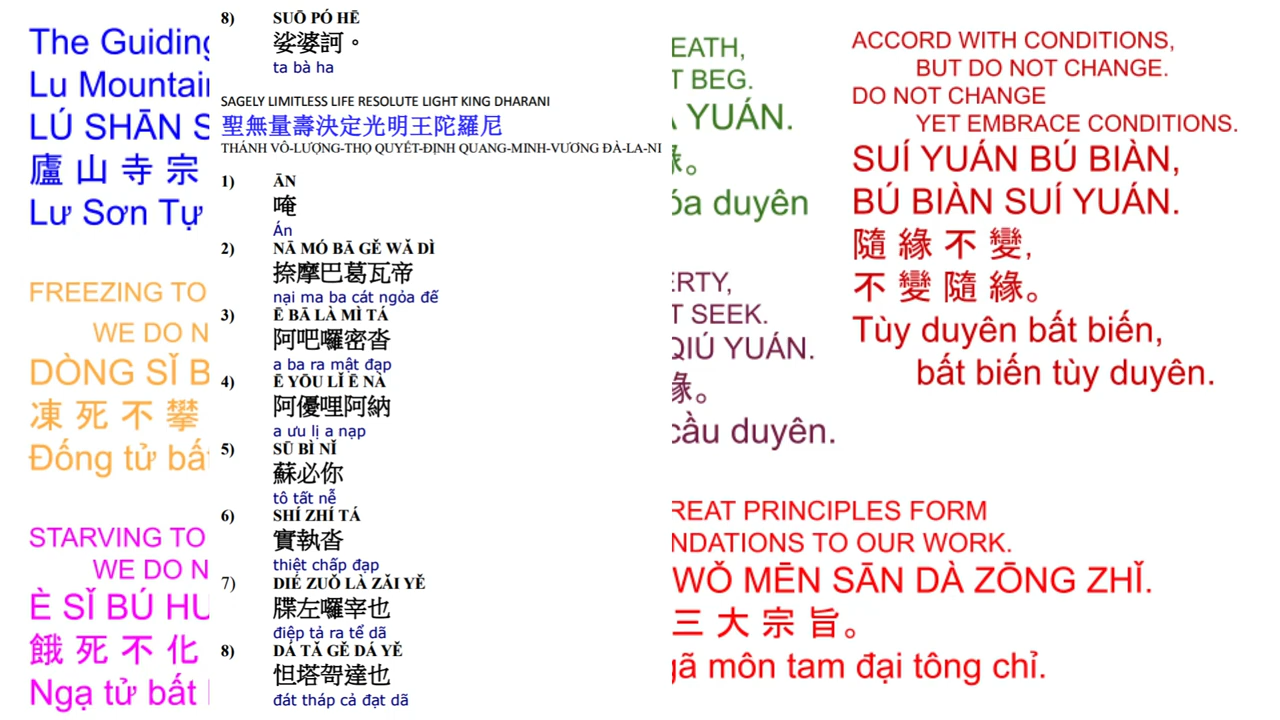 The Guiding
Lu Mountain
LÚ SHĀN S
廬 山 寺 宗
Lư Sơn Tự
FREEZING TO
WE DO N
DÒNG SǏ B
凍 死 不 攀
Đống tử bất
STARVING TO
WE DO N
È SǏ BÚ HU
餓 死 不 化
Ngạ tử bất
8) SUŌ PÓ HĒ
娑婆訶。
ta bà ha
SAGELY LIMITLESS LIFE RESOLUTE LIGHT KING DHARANI
聖無量壽決定光明王陀羅尼
THÁNH VÔ-LƯỢNG-THỌ QUYẾT-ĐỊNH QUANG-MINH-VƯƠNG ĐÀ-LA-NI
1) ĀN
唵
Án
2) NĀ MÓ BĀ GĚ WǍ DÌ
捺摩巴葛瓦帝
nại ma ba cát ngỏa đế
3) Ē BĀ LÀ MÌ TÁ
阿吧囉密沓
a ba ra mật đạp
4) Ē YŌU LǏ Ē NÀ
阿優哩阿納
a ưu lị a nạp
5) SŪ BÌ NǏ
蘇必你
tô tất nễ
6) SHÍ ZHÍ TÁ
實執沓
thiệt chấp đạp
7) DIÉ ZUǑ LÀ ZǍI YĚ
牒左囉宰也
điệp tả ra tể dã
8) DÁ TǍ GĚ DÁ YĚ
怛塔哿達也
đát tháp cả đạt dã
EATH,
T BEG.
YUÁN.
緣。
óa duyên
ERTY,
T SEEK.
QIÚ YUÁN.
緣。
cầu duyên.
ACCORD WITH CONDITIONS,
BUT DO NOT CHANGE.
DO NOT CHANGE
YET EMBRACE CONDITIONS.
SUÍ YUÁN BÚ BIÀN,
BÚ BIÀN SUÍ YUÁN.
隨 緣 不 變,
不 變 隨 緣。
Tùy duyên bất biến,
bất biến tùy duyên.
REAT PRINCIPLES FORM
NDATIONS TO OUR WORK.
WǑ MĒN SĀN DÀ ZŌNG ZHǏ.
三 大 宗 旨。
gã môn tam đại tông chỉ.